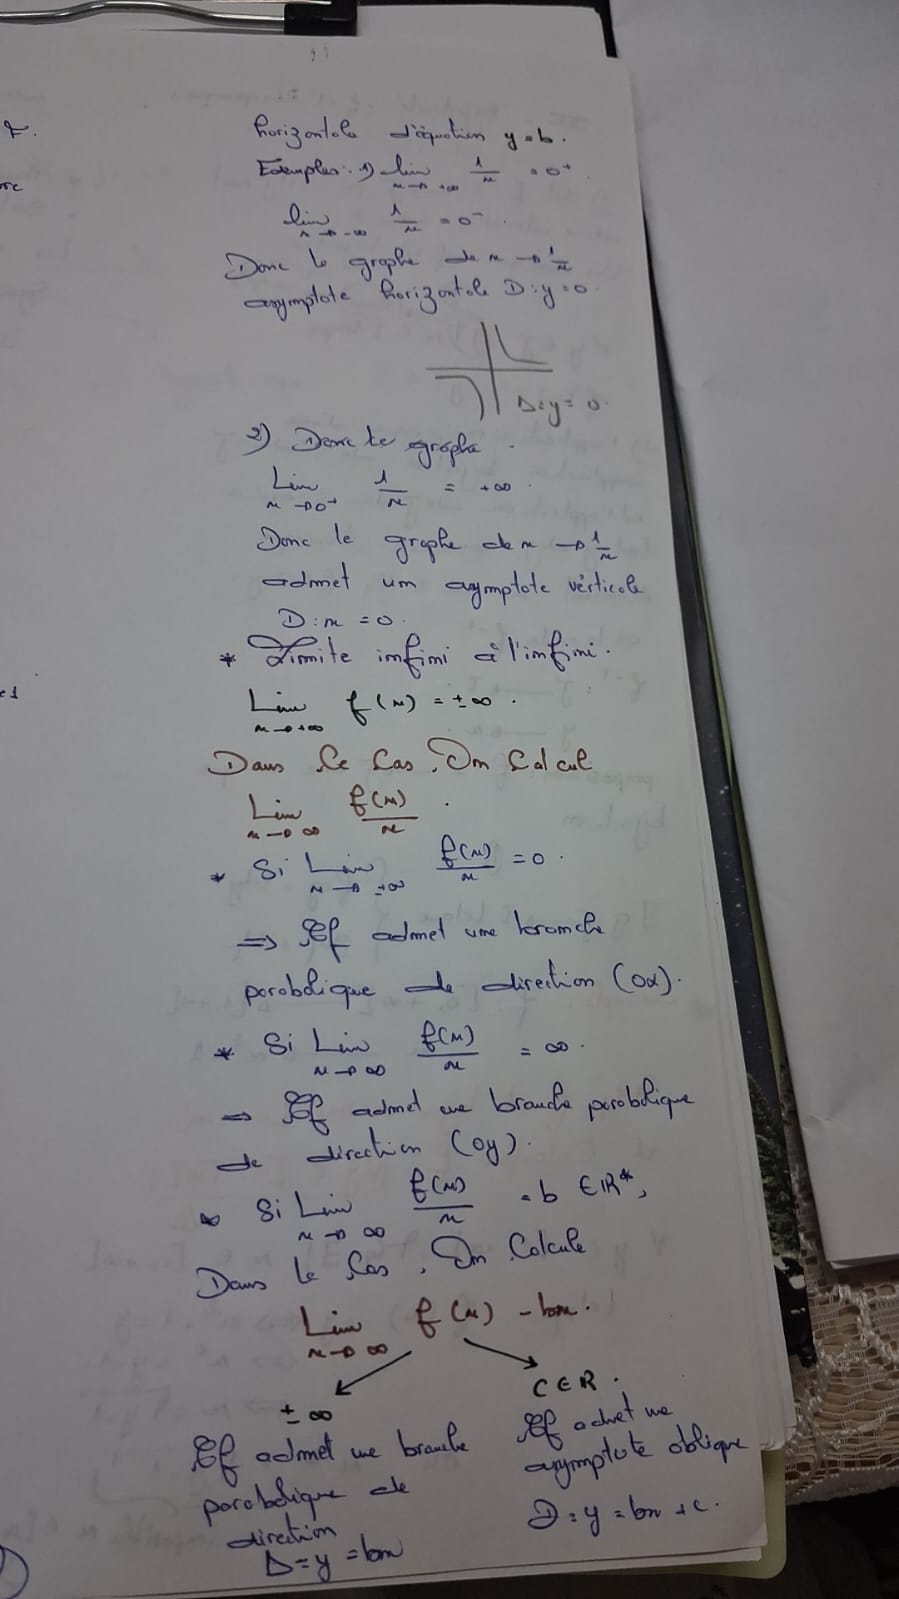 horizontale d'équation y = b.
Exemples : 1) lim x→+∞ 1/x = 0⁺
lim x→-∞ 1/x = 0⁻.
Donc le graphe de x → 1/x
asymptote horizontale D : y = 0
Δ : y = 0
2) Donc le graphe.
Lim x→0⁺ 1/x = +∞.
Donc le graphe de x → 1/x
admet um asymptote vérticale
D : x = 0.
* Limite infini à l'infini.
Lim x→+∞ f(x) = ±∞.
Dans le Cas, On Calcul
Lim x→∞ f(x)/x.
* Si Lim x→±∞ f(x)/x = 0.
⇒ Cf admet une branche
parabolique de direction (Ox).
* Si Lim x→∞ f(x)/x = ∞.
⇒ Cf admet une branche parabolique
de direction (Oy).
* Si Lim x→∞ f(x)/x = b ∈ ℝ*,
Dans le Cas, On Calcule
Lim x→∞ f(x) - bx.
±∞
Cf admet une branche
parabolique de
direction
Δ = y = bx
C ∈ ℝ.
Cf admet une
asymptote oblique
D : y = bx + c.